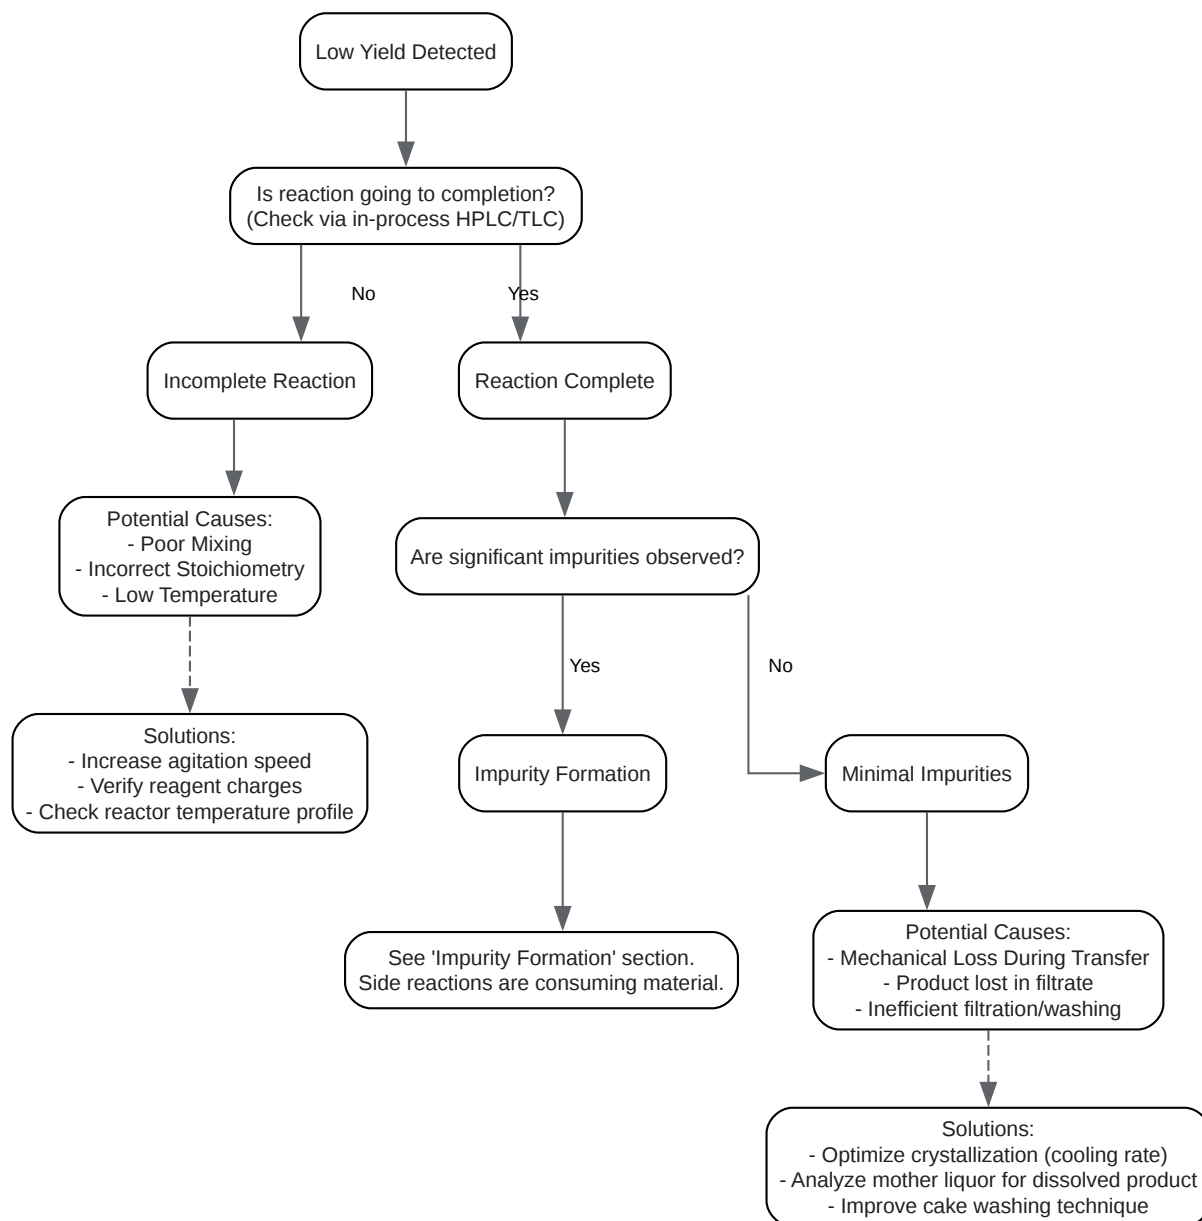 Low Yield Detected
Is reaction going to completion?
(Check via in-process HPLC/TLC)
No
Yes
Incomplete Reaction
Reaction Complete
Potential Causes:
- Poor Mixing
- Incorrect Stoichiometry
- Low Temperature
Are significant impurities observed?
Yes
No
Solutions:
- Increase agitation speed
- Verify reagent charges
- Check reactor temperature profile
Impurity Formation
Minimal Impurities
See 'Impurity Formation' section.
Side reactions are consuming material.
Potential Causes:
- Mechanical Loss During Transfer
- Product lost in filtrate
- Inefficient filtration/washing
Solutions:
- Optimize crystallization (cooling rate)
- Analyze mother liquor for dissolved product
- Improve cake washing technique